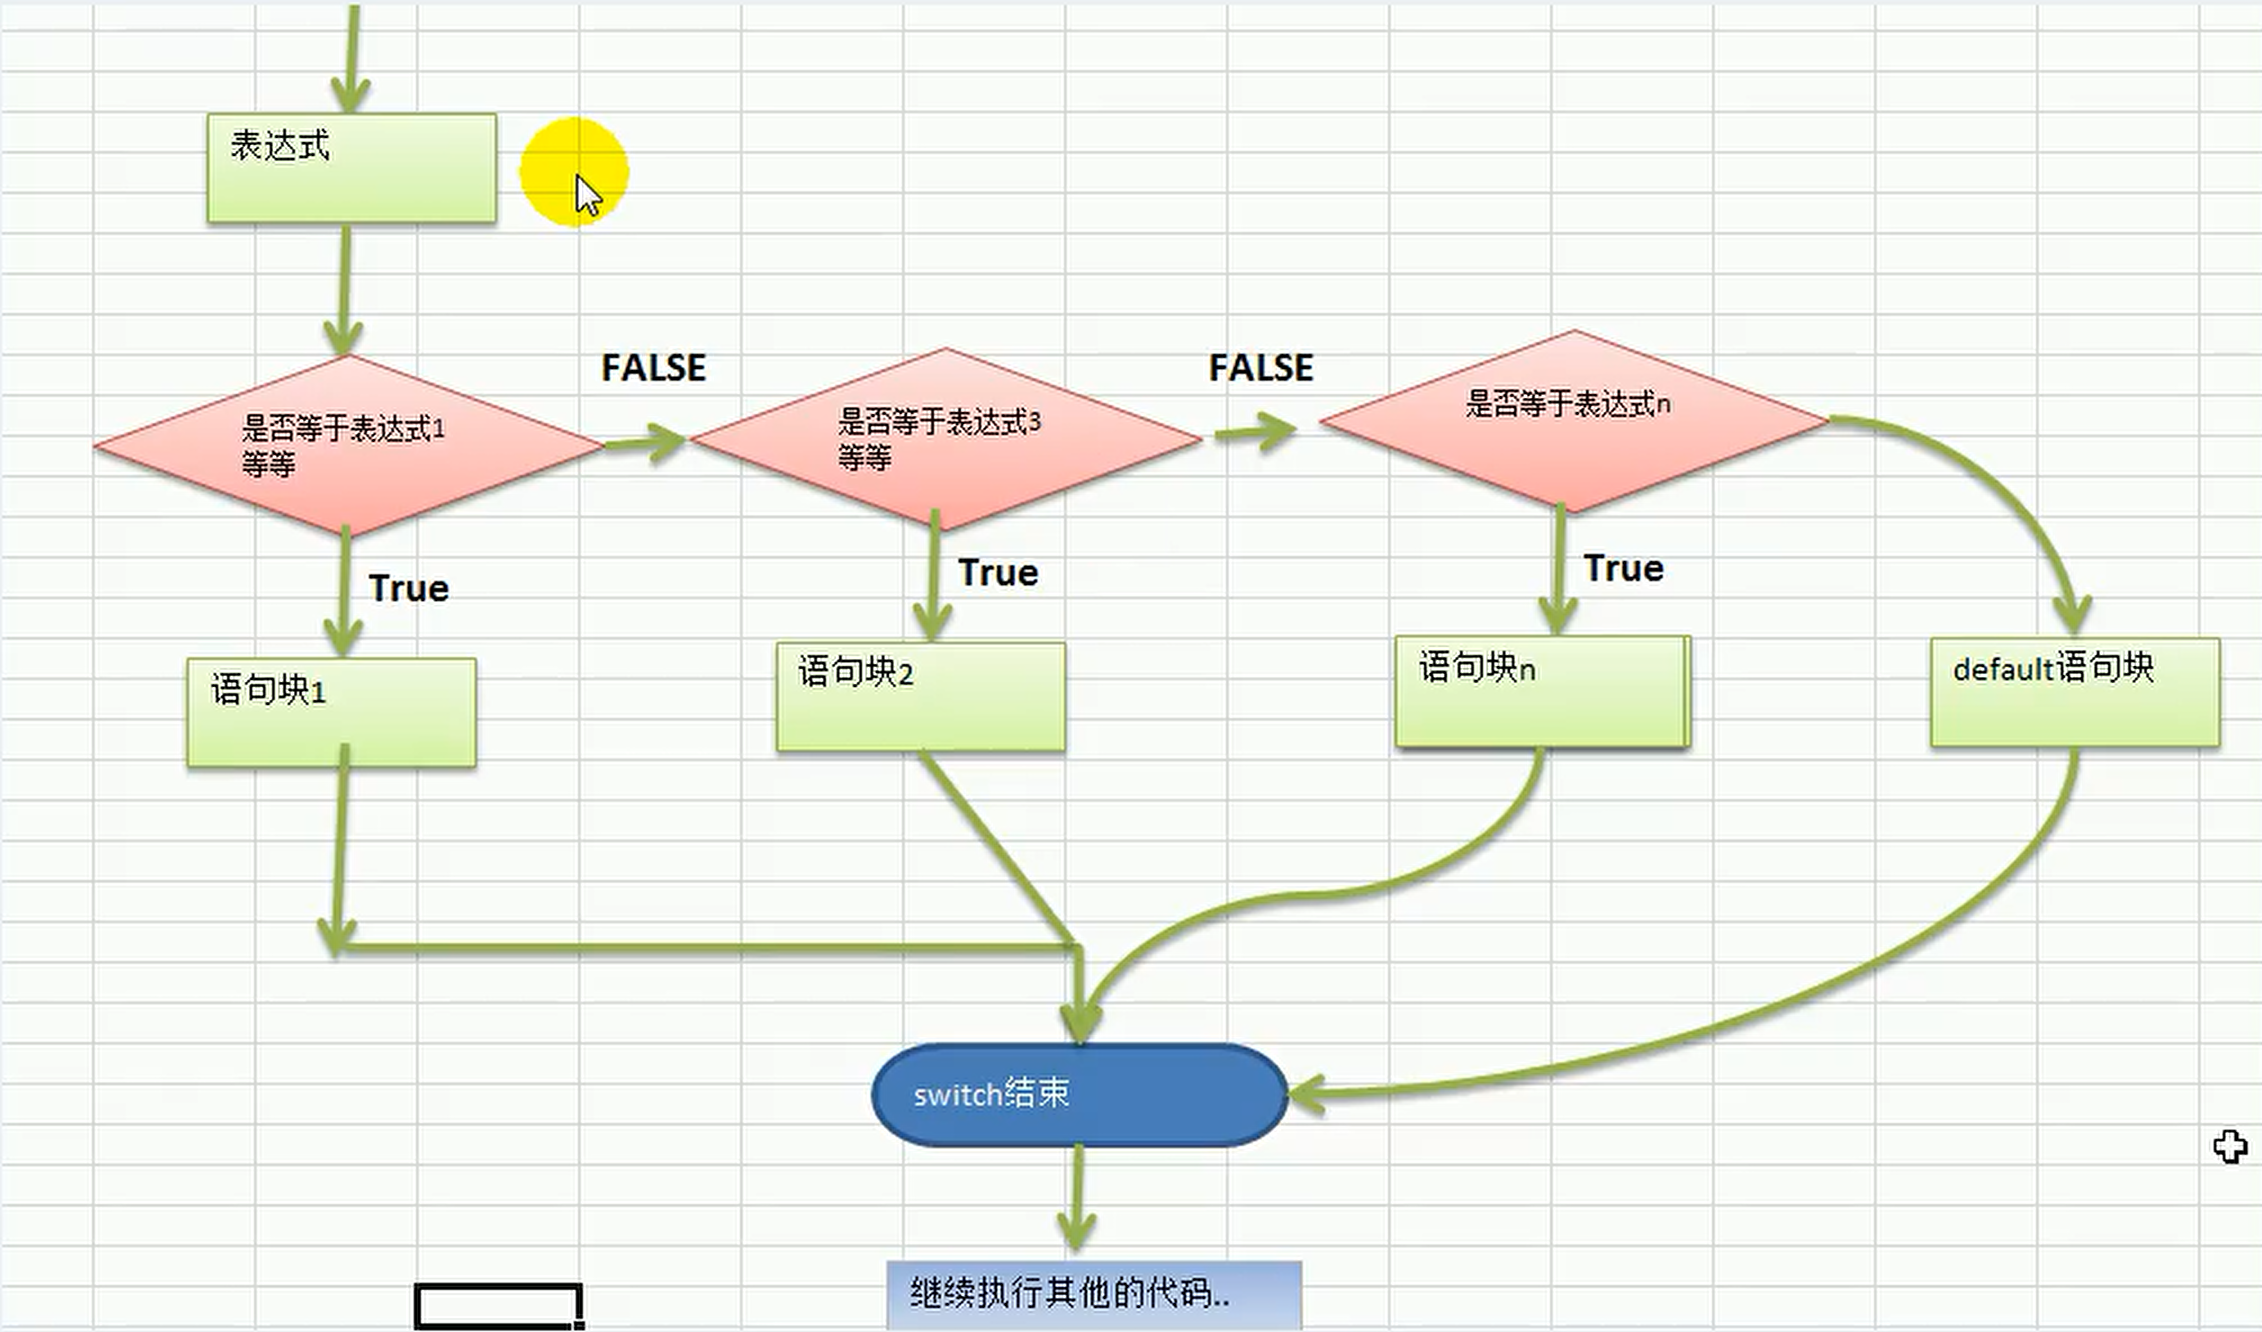 表达式
FALSE
FALSE
是否等于表达式1
等等
是否等于表达式3
等等
是否等于表达式n
True
True
True
语句块1
语句块2
语句块n
default语句块
switch结束
继续执行其他的代码..